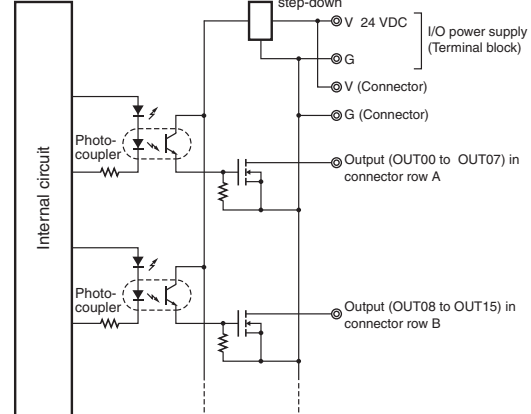 step-down
V 24 VDC
I/O power supply
(Terminal block)
G
V (Connector)
G (Connector)
Photo-
coupler
Output (OUT00 to OUT07) in
connector row A
Internal circuit
Photo-
coupler
Output (OUT08 to OUT15) in
connector row B